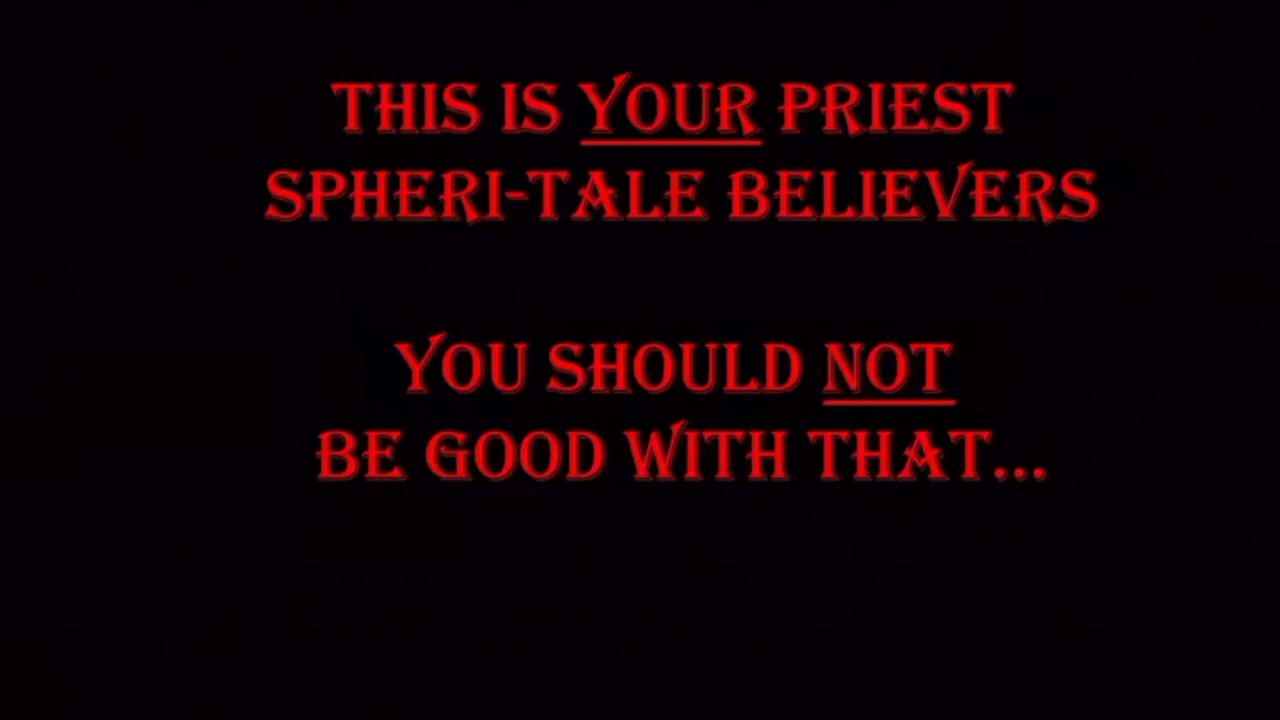 THIS IS YOUR PRIEST
SPHERI-TALE BELIEVERS
YOU SHOULD NOT
BE GOOD WITH THAT...